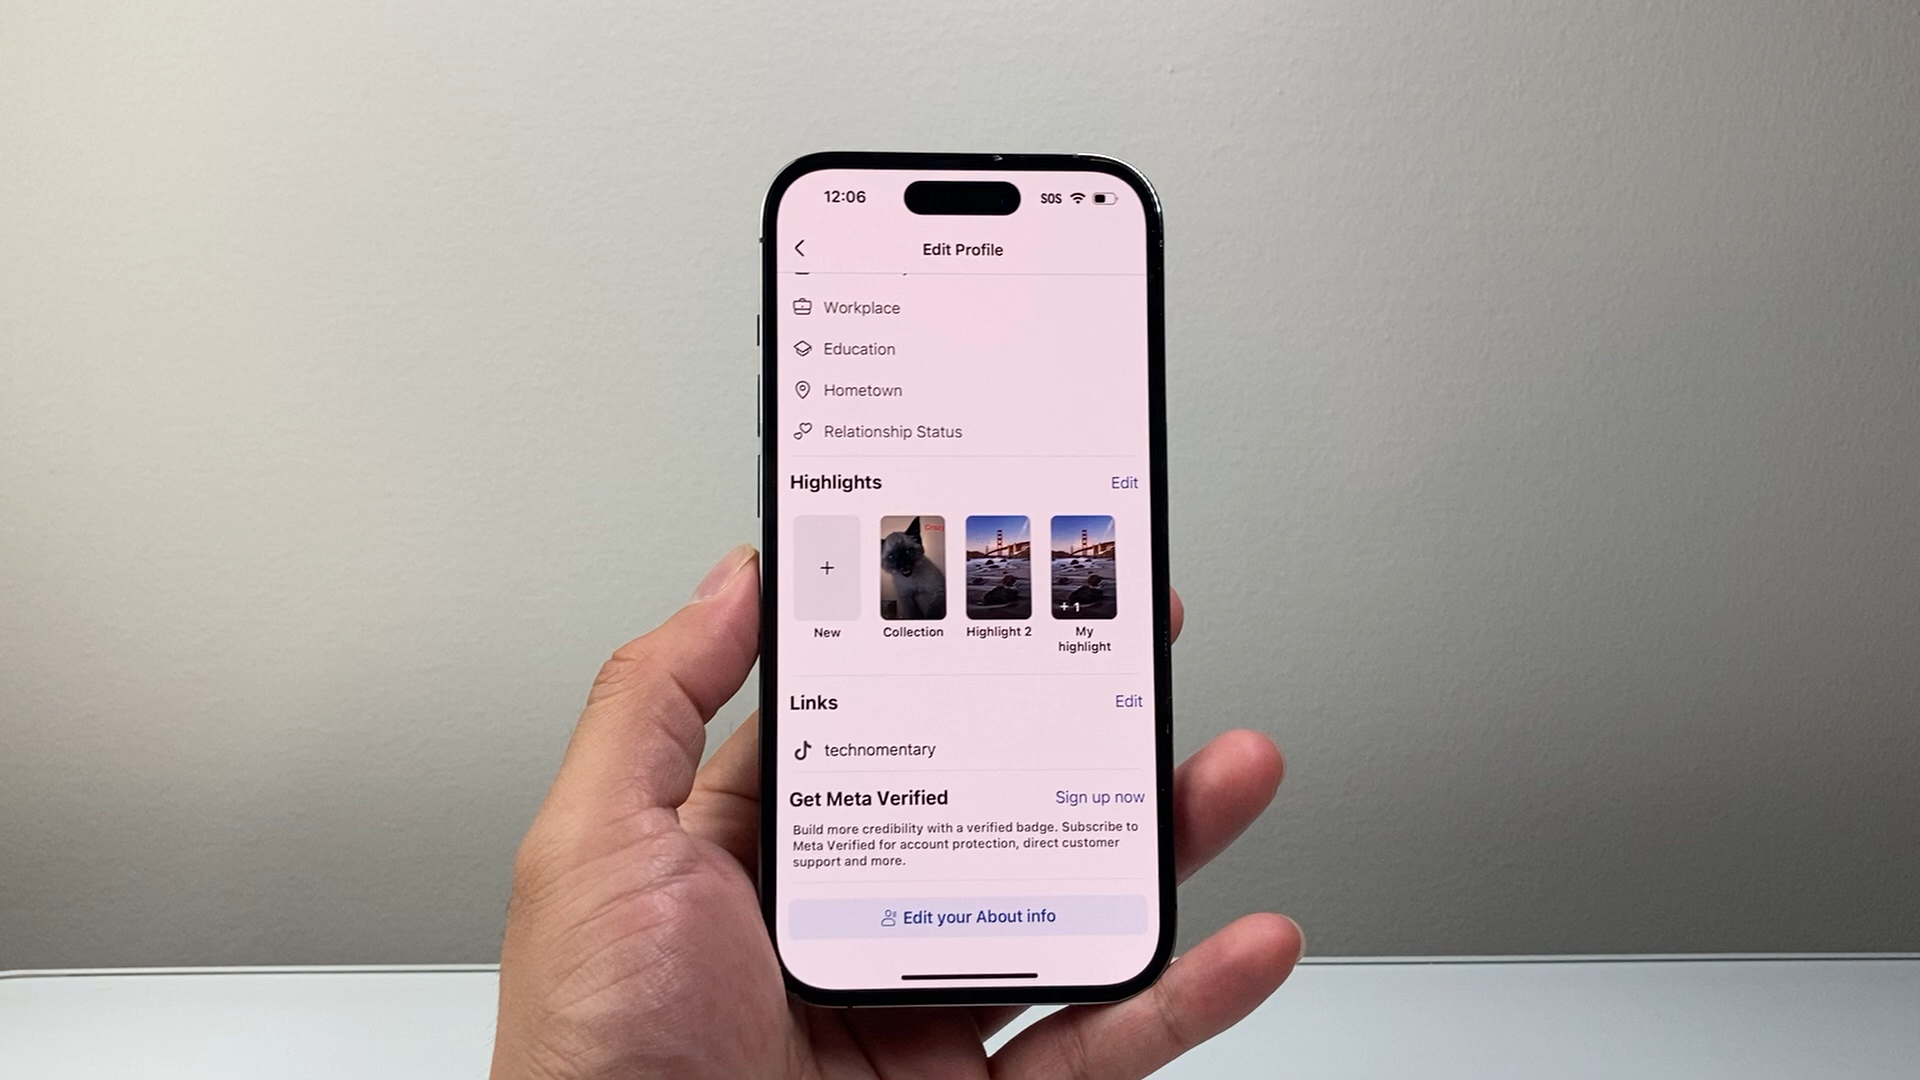 12:06
SOS
Edit Profile
Workplace
Education
Hometown
Relationship Status
Highlights
Edit
+ 1
New
Collection
Highlight 2
My
highlight
Links
Edit
technomentary
Get Meta Verified
Sign up now
Build more credibility with a verified badge. Subscribe to
Meta Verified for account protection, direct customer
support and more.
Edit your About info